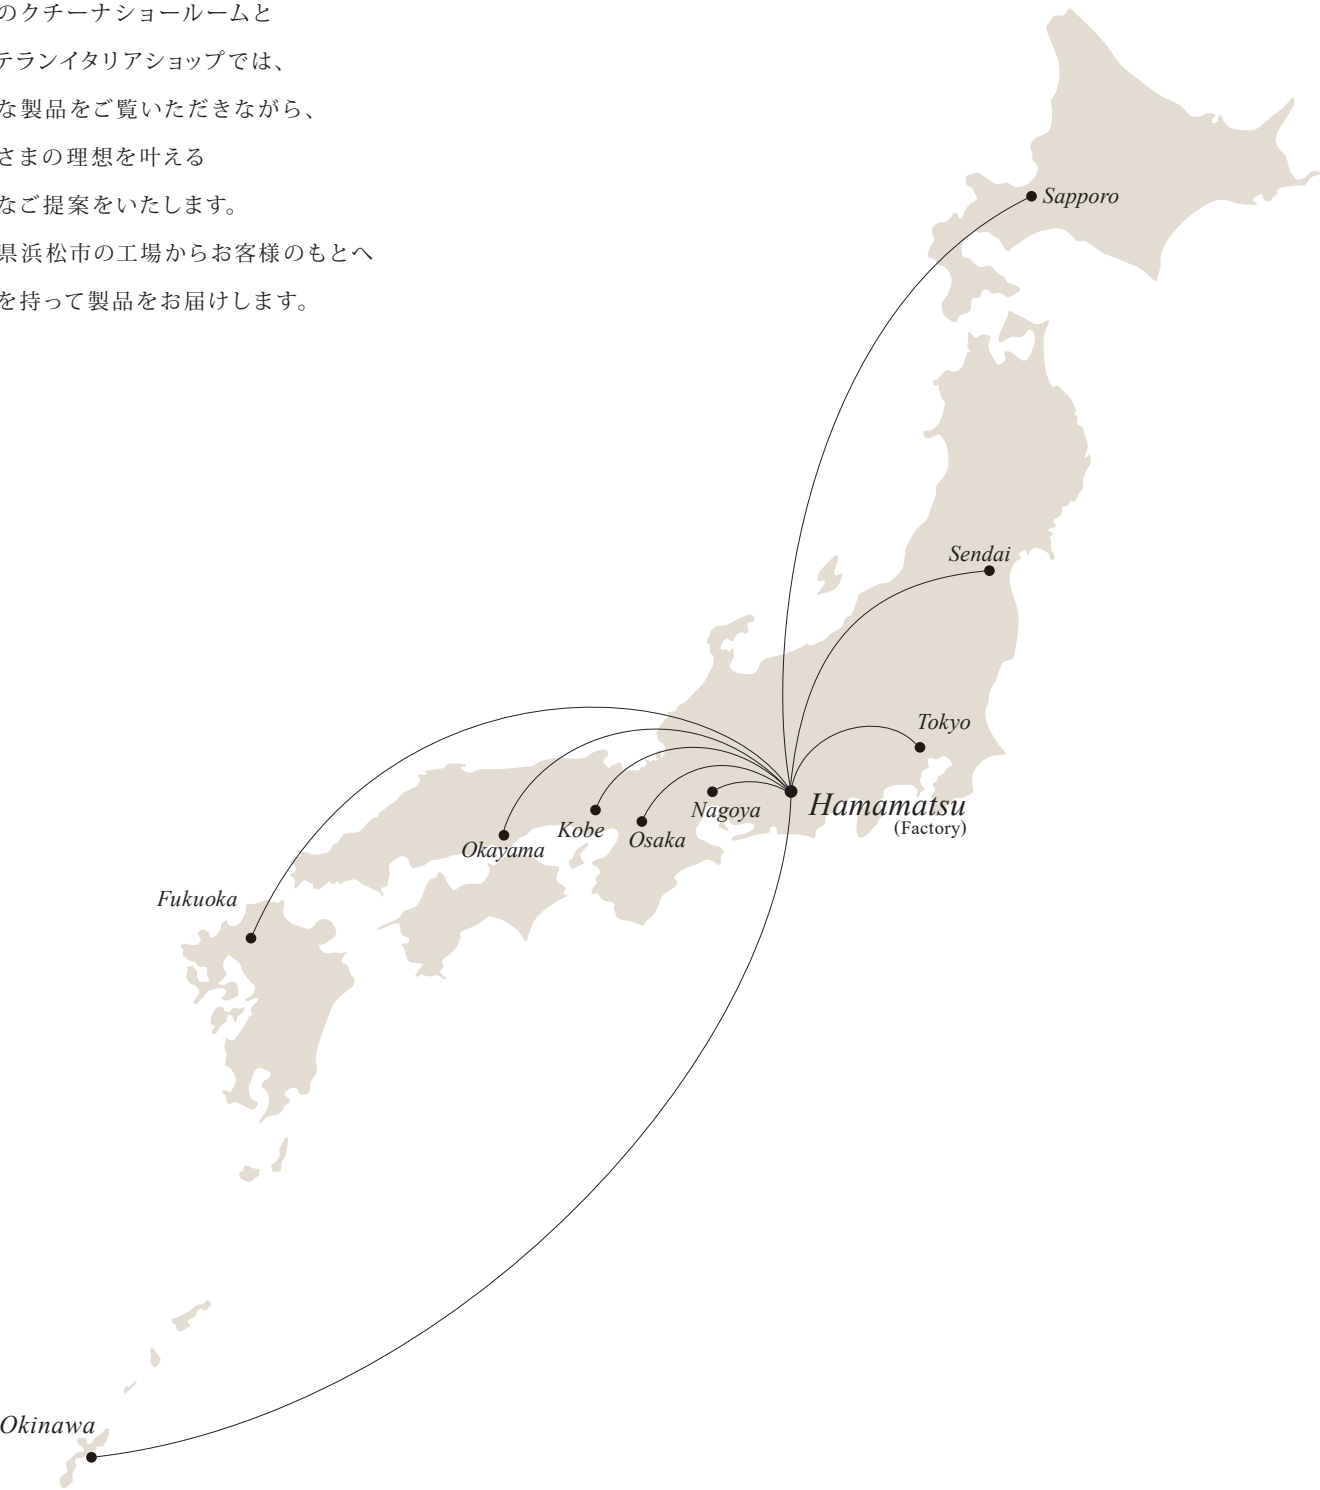 のクチーナショールームと
テランイタリアショップでは、
な製品をご覧いただきながら、
さまの理想を叶える
なご提案をいたします。
県浜松市の工場からお客様のもとへ
を持って製品をお届けします。
Sapporo
Sendai
Tokyo
Hamamatsu
(Factory)
Nagoya
Osaka
Kobe
Okayama
Fukuoka
Okinawa